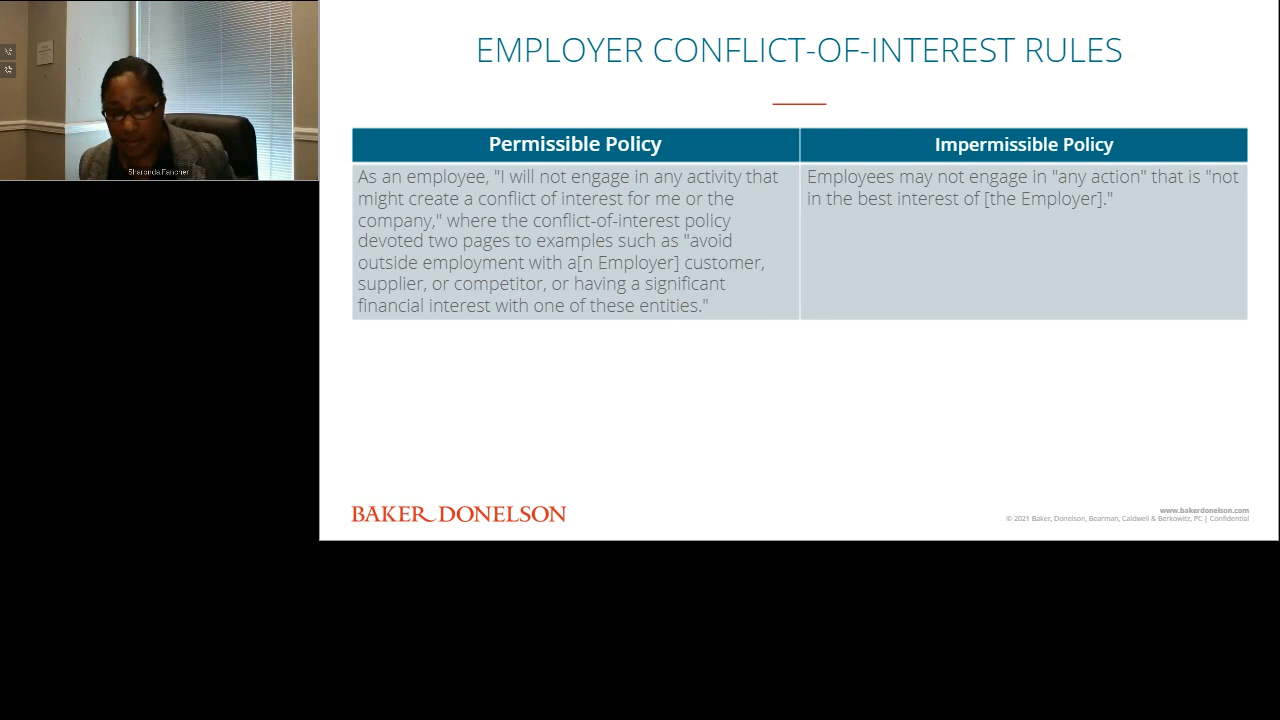 Sharonda Fancher
EMPLOYER CONFLICT-OF-INTEREST RULES
Permissible Policy
Impermissible Policy
As an employee, "I will not engage in any activity that
might create a conflict of interest for me or the
company," where the conflict-of-interest policy
devoted two pages to examples such as "avoid
outside employment with a[n Employer] customer,
supplier, or competitor, or having a significant
financial interest with one of these entities."
Employees may not engage in "any action" that is "not
in the best interest of [the Employer]."
BAKER DONELSON
www.bakerdonelson.com
© 2021 Baker, Donelson, Bearman, Caldwell & Berkowitz, PC | Confidential